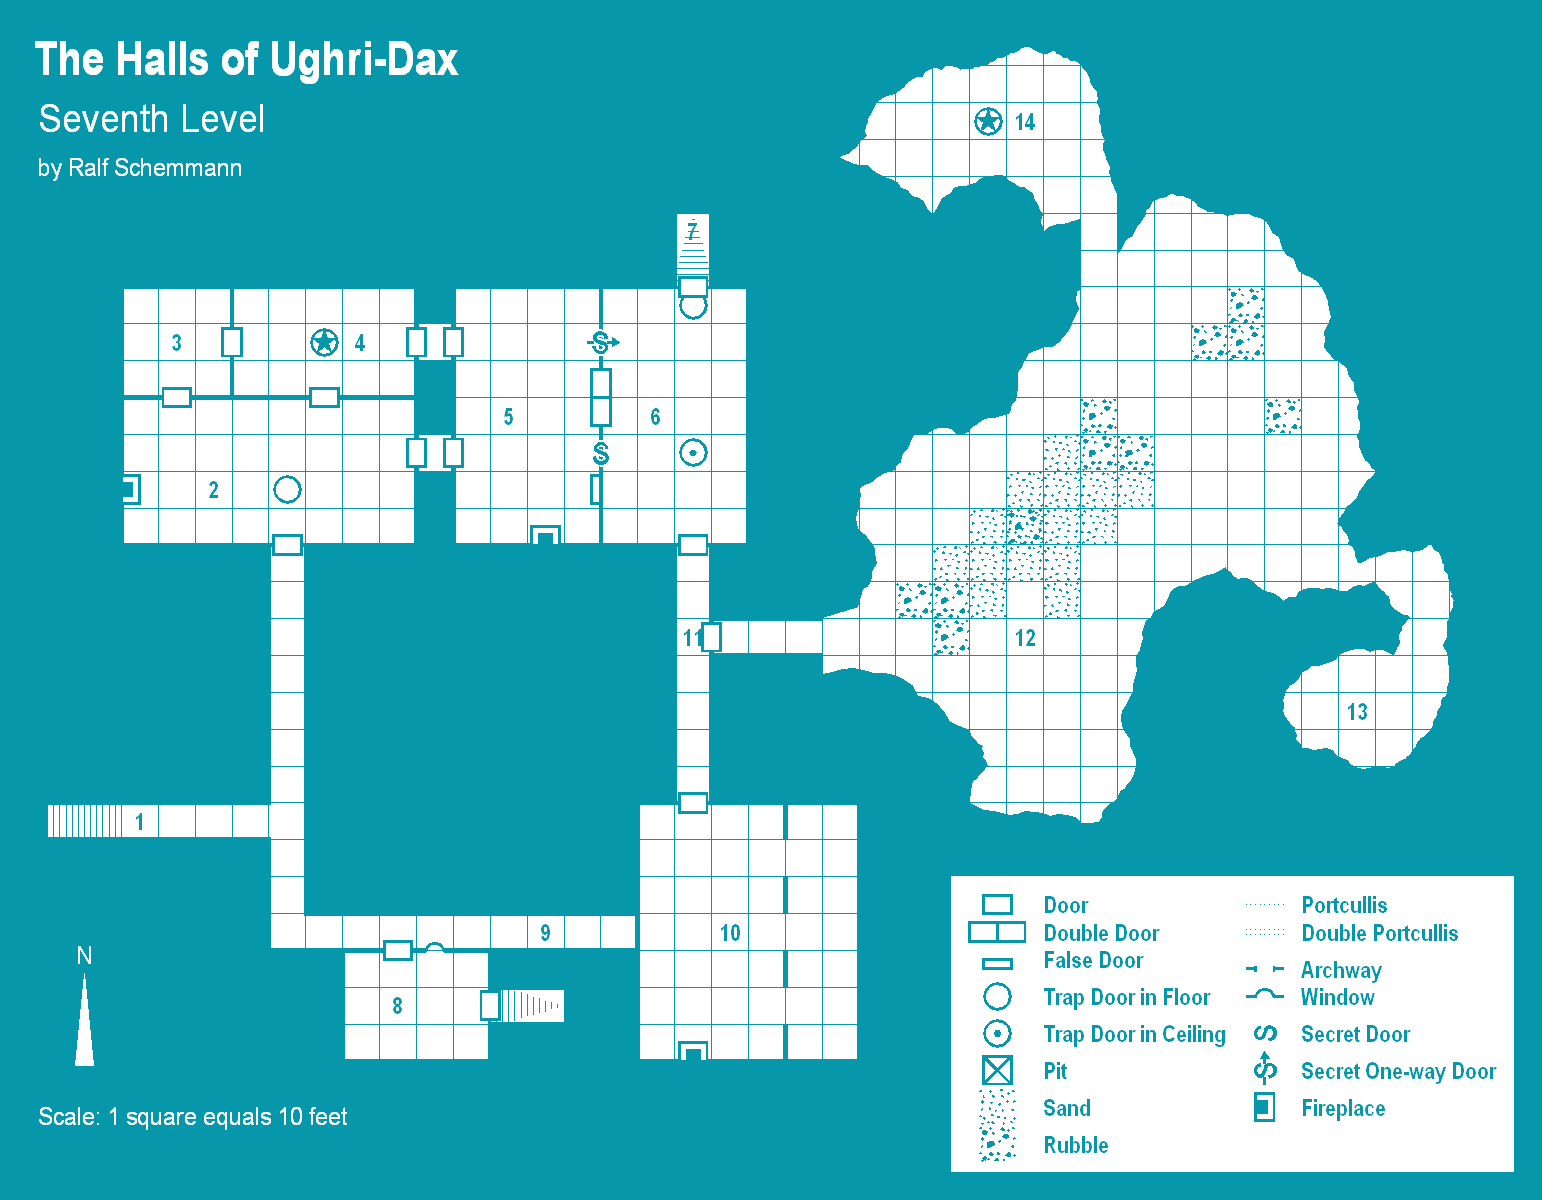 The Halls of Ughri-Dax
Seventh Level
by Ralf Schemmann
14
7
3
4
5
6
2
11
12
13
1
9
10
8
N
Scale: 1 square equals 10 feet
Door
Double Door
False Door
Trap Door in Floor
Trap Door in Ceiling
Pit
Sand
Rubble
Portcullis
Double Portcullis
Archway
Window
Secret Door
Secret One-way Door
Fireplace